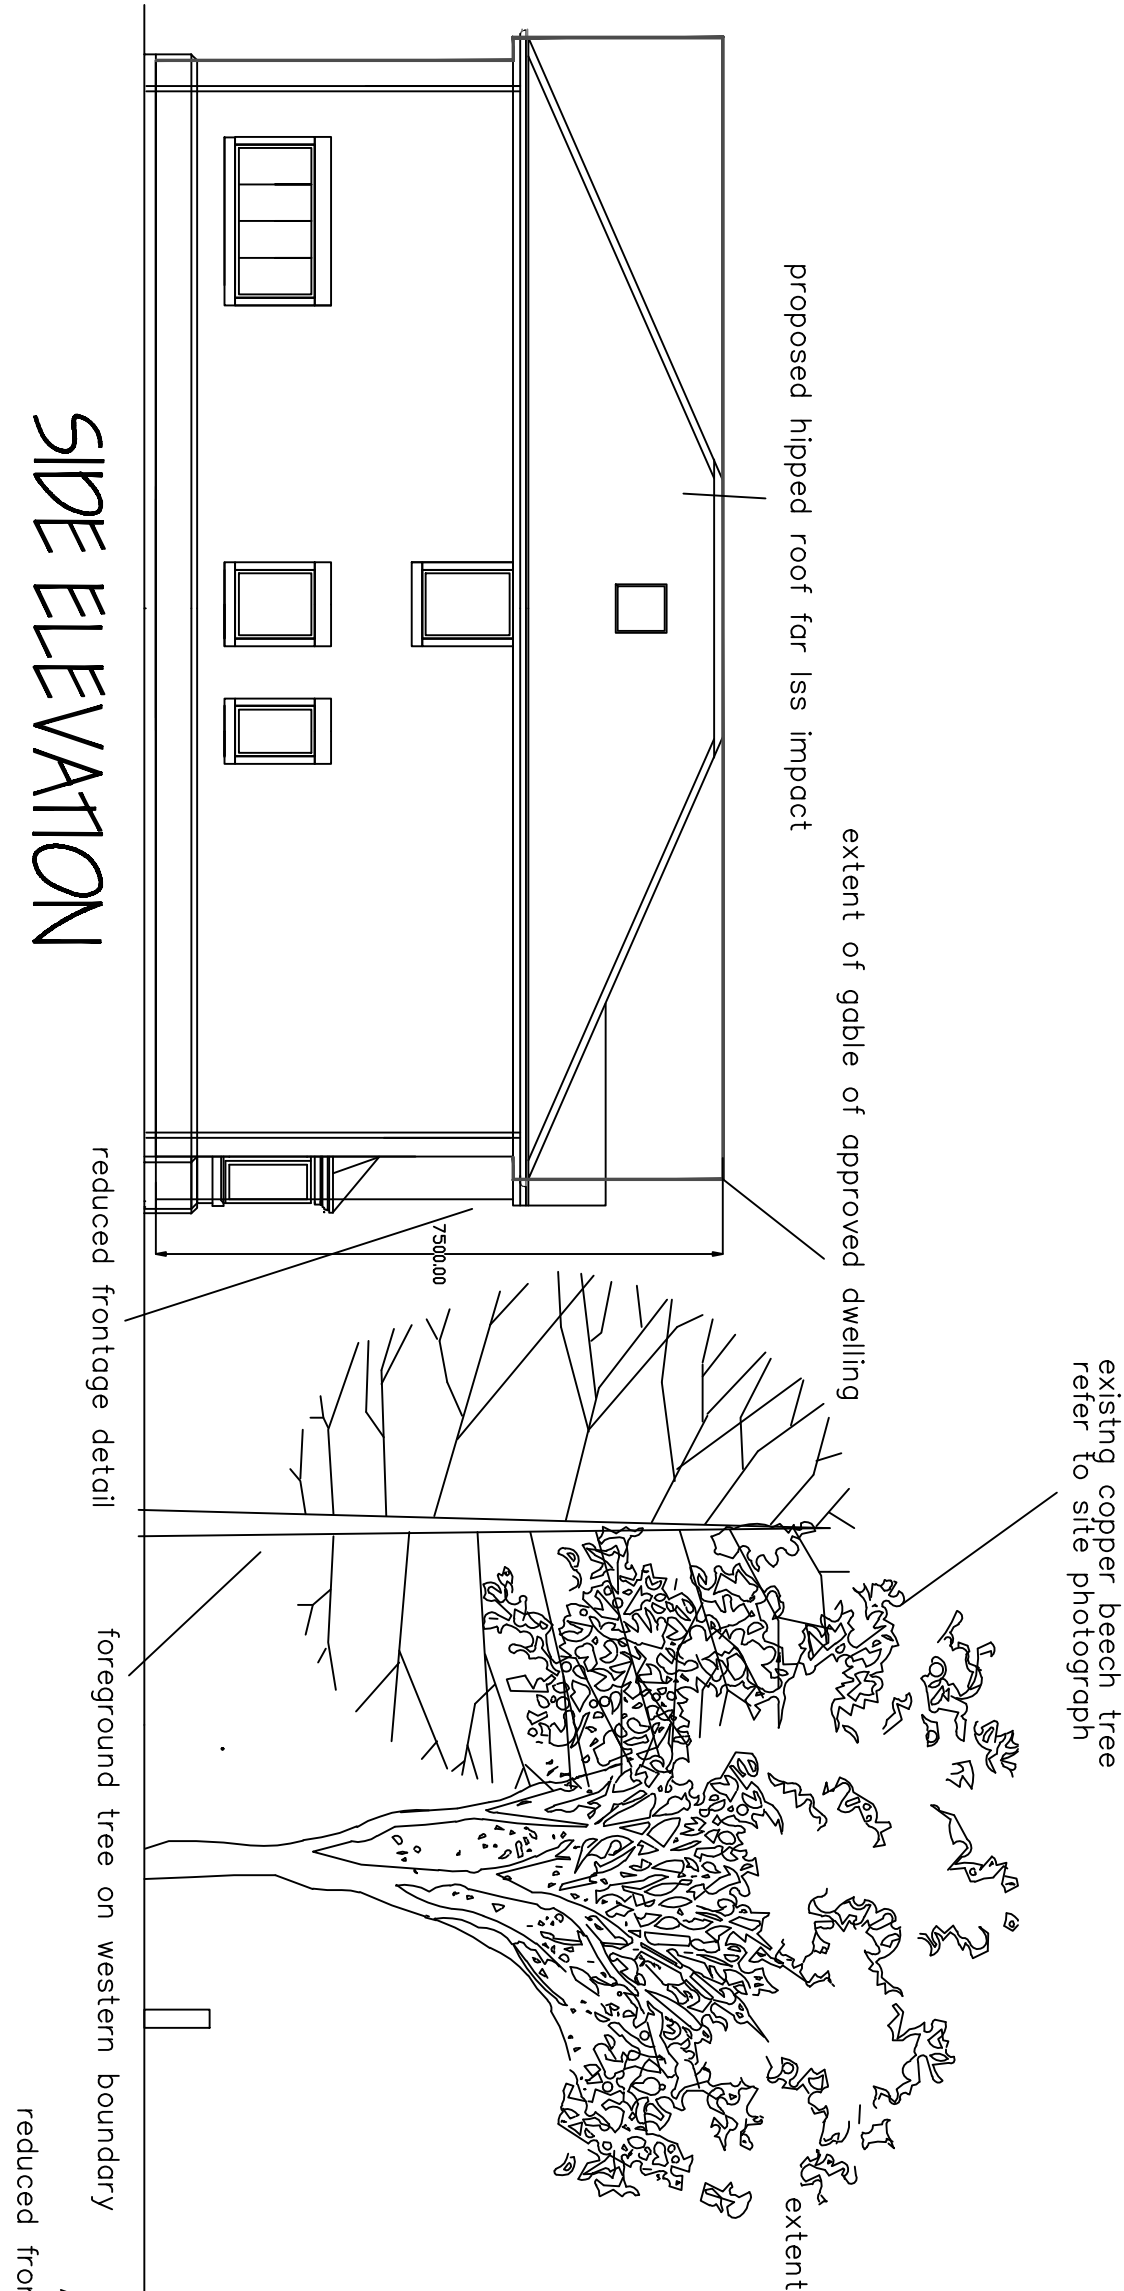 existng copper beech tree
refer to site photograph
extent of gable of approved dwelling
proposed hipped roof far lss impact
extent
7500.00
reduced frontage detail
foreground tree on western boundary
SIDE ELEVATION
reduced